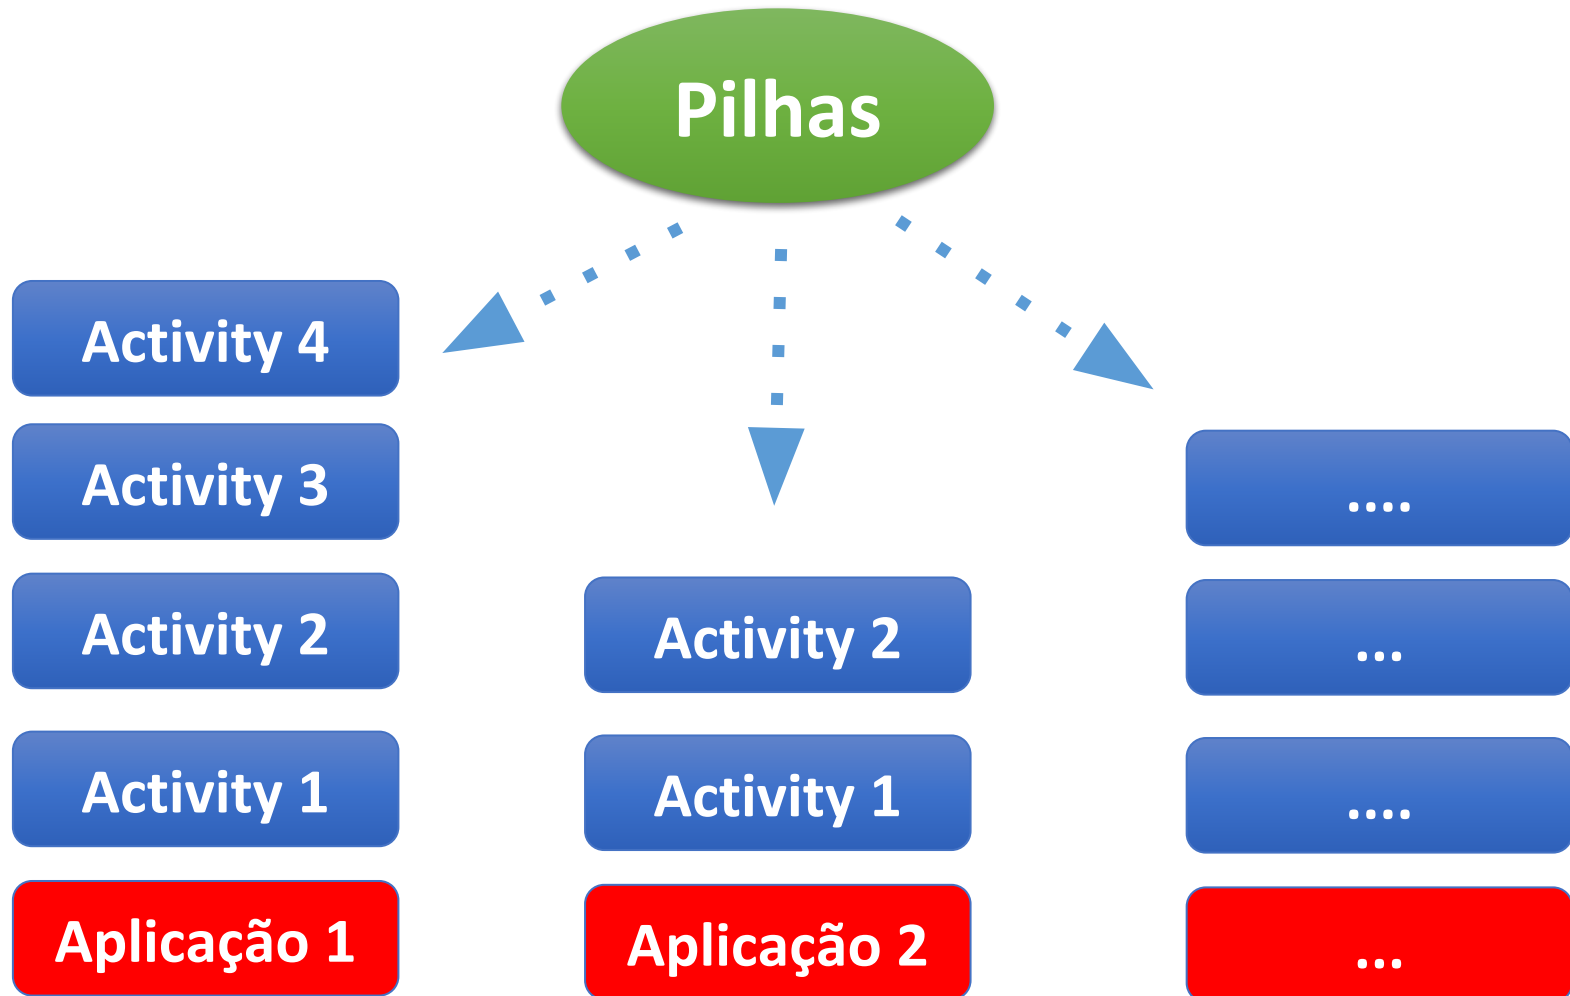 Pilhas
Activity 4
Activity 3
Activity 2
Activity 1
Aplicação 1
Activity 2
Activity 1
Aplicação 2
....
...
....
...